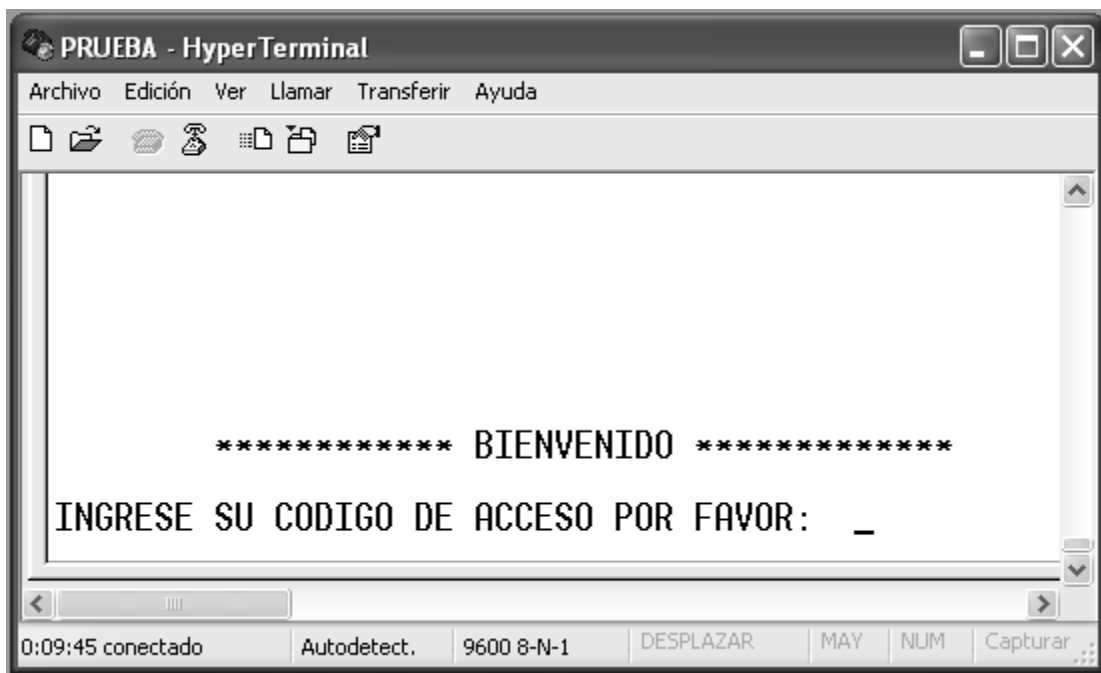 PRUEBA - HyperTerminal
Archivo Edición Ver Llamar Transferir Ayuda
************ BIENVENIDO *************
INGRESE SU CODIGO DE ACCESO POR FAVOR: _
0:09:45 conectado Autodetect. 9600 8-N-1 DESPLAZAR MAY NUM Capturar